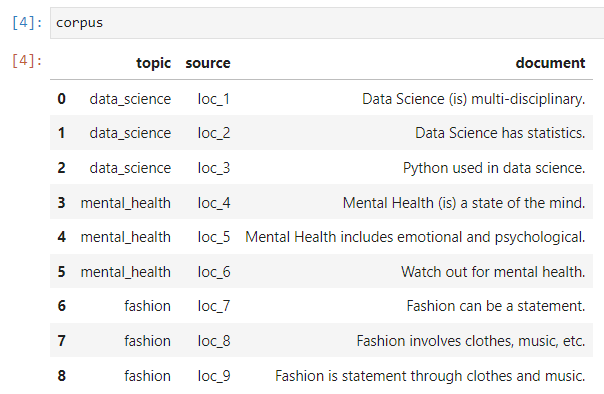 [4]: corpus
[4]:
topic source document
0 data_science loc_1 Data Science (is) multi-disciplinary.
1 data_science loc_2 Data Science has statistics.
2 data_science loc_3 Python used in data science.
3 mental_health loc_4 Mental Health (is) a state of the mind.
4 mental_health loc_5 Mental Health includes emotional and psychological.
5 mental_health loc_6 Watch out for mental health.
6 fashion loc_7 Fashion can be a statement.
7 fashion loc_8 Fashion involves clothes, music, etc.
8 fashion loc_9 Fashion is statement through clothes and music.